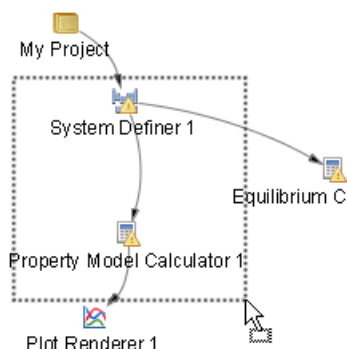 My Project
System Definer 1
Equilibrium C
Property Model Calculator 1
Plot Renderer 1